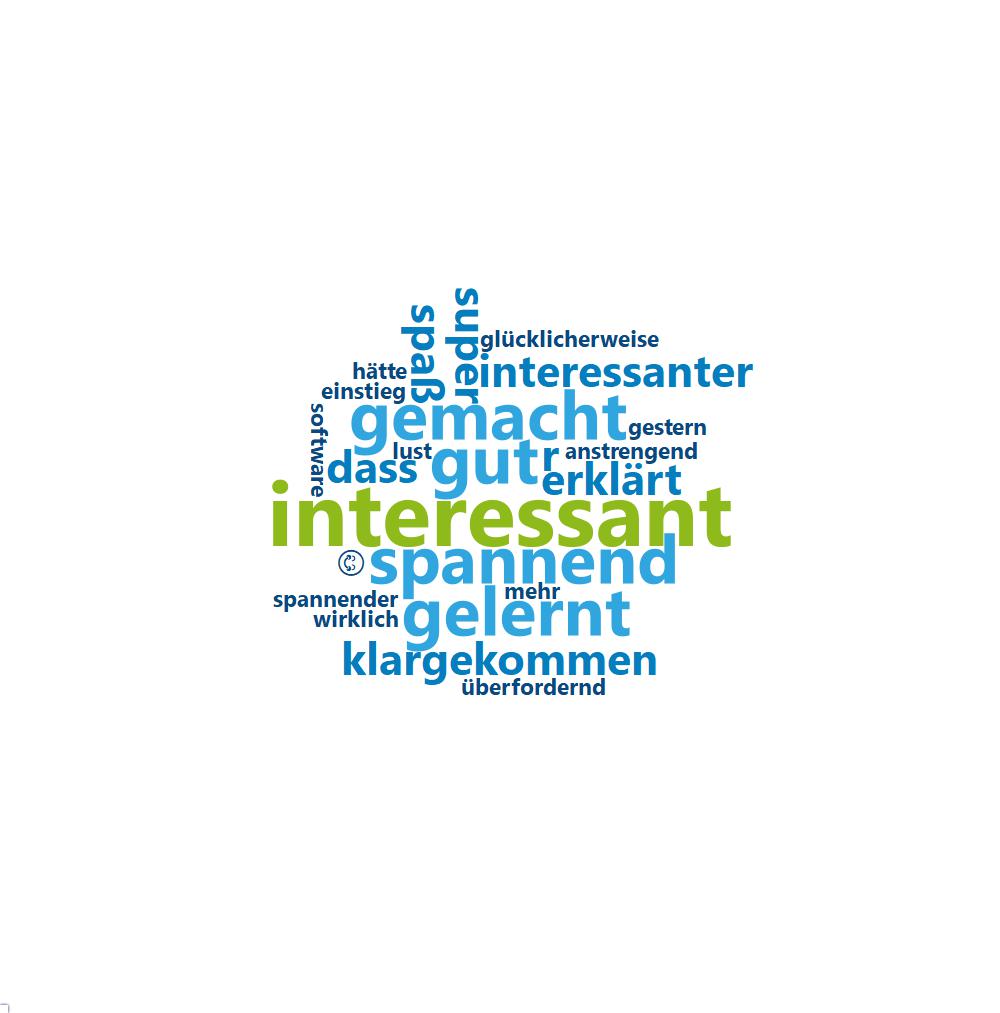 super
spaß
glücklicherweise
hätte
interessanter
einstieg
software
gemacht
gestern
lust
dass
gut
r
anstrengend
erklärt
interessant
spannend
mehr
spannender
wirklich
gelernt
klargekommen
überfordernd